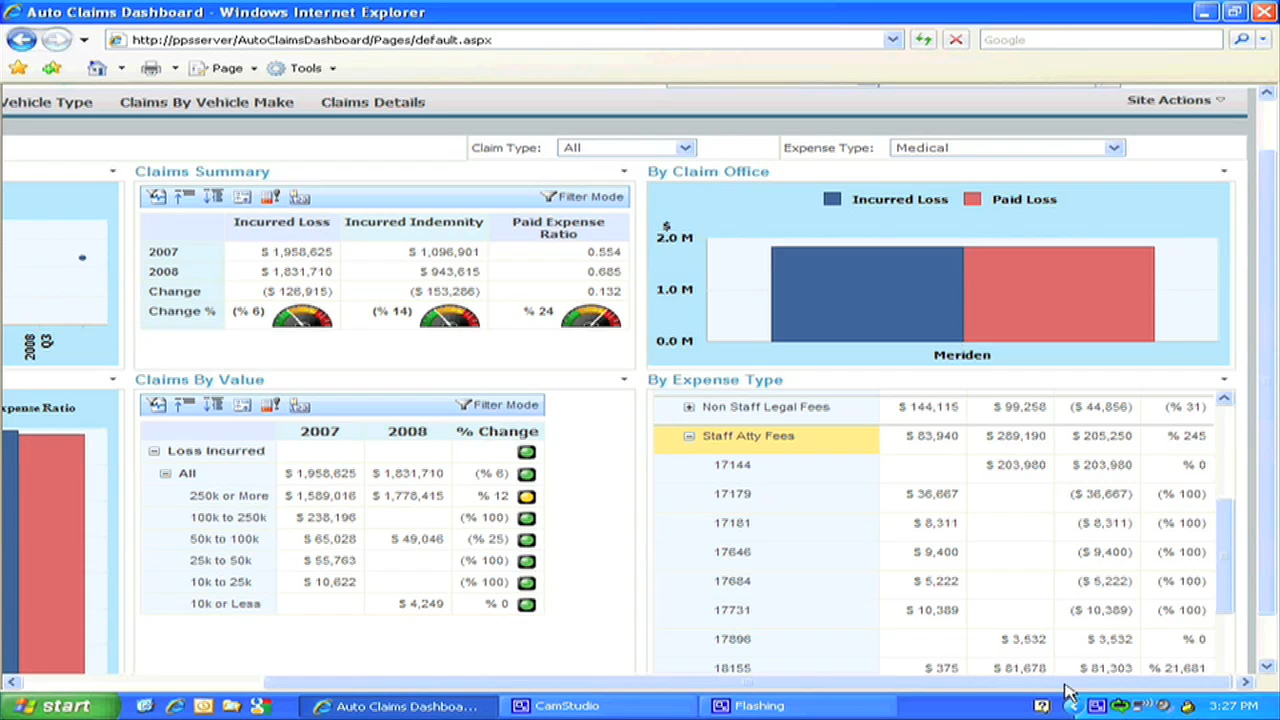 Auto Claims Dashboard - Windows Internet Explorer
http://ppsserver/AutoClaimsDashboard/Pages/default.aspx
Google
Page
Tools
Vehicle Type Claims By Vehicle Make Claims Details Site Actions
Claim Type: All Expense Type: Medical
2008
Q3
Claims Summary
Filter Mode
Incurred Loss Incurred Indemnity Paid Expense Ratio
2007 $ 1,958,625 $ 1,096,901 0.554
2008 $ 1,831,710 $ 943,615 0.685
Change ($ 126,915) ($ 153,286) 0.132
Change % (% 6) (% 14) % 24
By Claim Office
Incurred Loss Paid Loss
$
2.0 M
1.0 M
0.0 M
Meriden
xpense Ratio
Claims By Value
Filter Mode
2007 2008 % Change
Loss Incurred
All $ 1,958,625 $ 1,831,710 (% 6)
250k or More $ 1,589,016 $ 1,778,415 % 12
100k to 250k $ 238,196 (% 100)
50k to 100k $ 65,028 $ 49,046 (% 25)
25k to 50k $ 55,763 (% 100)
10k to 25k $ 10,622 (% 100)
10k or Less $ 4,249 % 0
By Expense Type
Non Staff Legal Fees $ 144,115 $ 99,258 ($ 44,856) (% 31)
Staff Atty Fees $ 83,940 $ 289,190 $ 205,250 % 245
17144 $ 203,980 $ 203,980 % 0
17179 $ 36,667 ($ 36,667) (% 100)
17181 $ 8,311 ($ 8,311) (% 100)
17646 $ 9,400 ($ 9,400) (% 100)
17684 $ 5,222 ($ 5,222) (% 100)
17731 $ 10,389 ($ 10,389) (% 100)
17896 $ 3,532 $ 3,532 % 0
18155 $ 375 $ 81,678 $ 81,303 % 21,681
start
Auto Claims Dashboa...
CamStudio
Flashing
3:27 PM